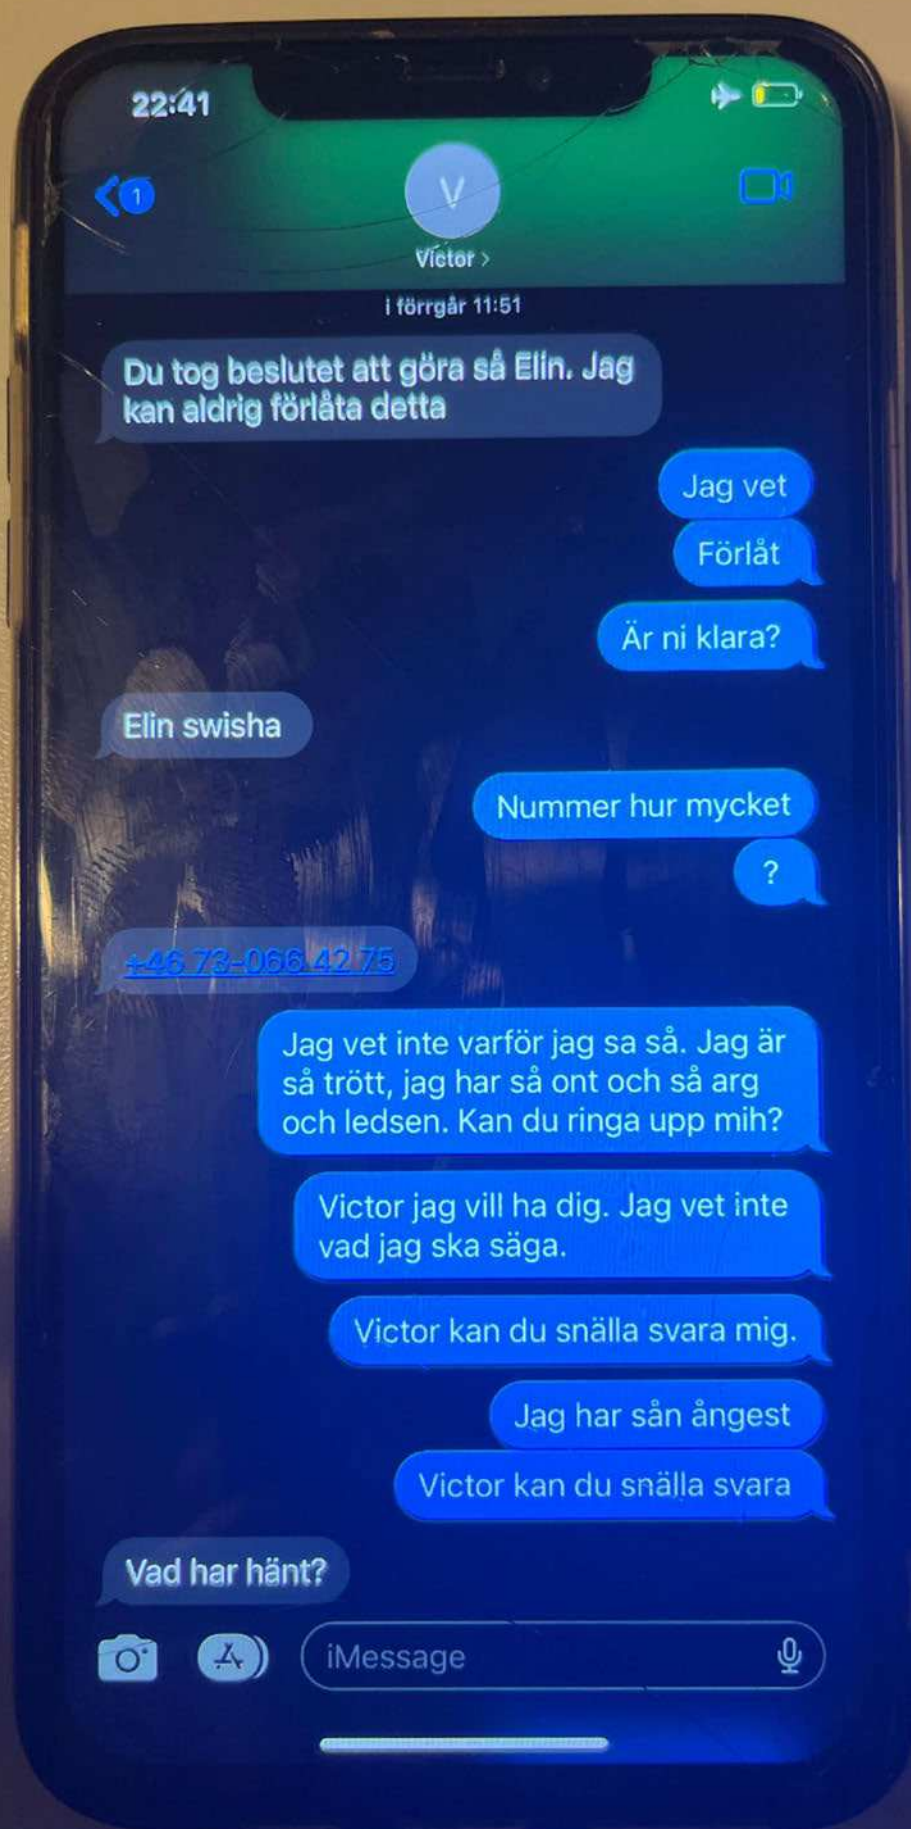 22:41
1
V
Victor >
i förrgår 11:51
Du tog beslutet att göra så Elin. Jag
kan aldrig förlåta detta
Jag vet
Förlåt
Är ni klara?
Elin swisha
Nummer hur mycket
?
+46 73-066 42 75
Jag vet inte varför jag sa så. Jag är
så trött, jag har så ont och så arg
och ledsen. Kan du ringa upp mih?
Victor jag vill ha dig. Jag vet inte
vad jag ska säga.
Victor kan du snälla svara mig.
Jag har sån ångest
Victor kan du snälla svara
Vad har hänt?
iMessage